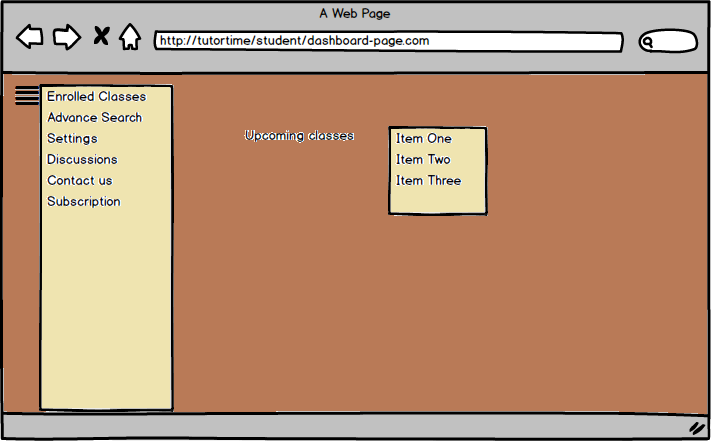 A Web Page
http://tutortime/student/dashboard-page.com
Enrolled Classes
Advance Search
Settings
Discussions
Contact us
Subscription
Upcoming classes
Item One
Item Two
Item Three